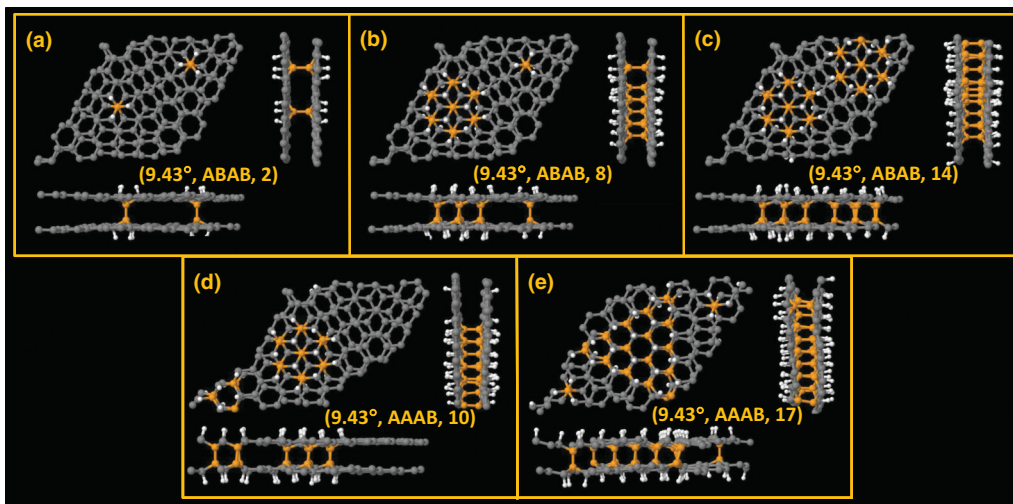 (a)
(9.43°, ABAB, 2)
(b)
(9.43°, ABAB, 8)
(c)
(9.43°, ABAB, 14)
(d)
(9.43°, AAAB, 10)
(e)
(9.43°, AAAB, 17)